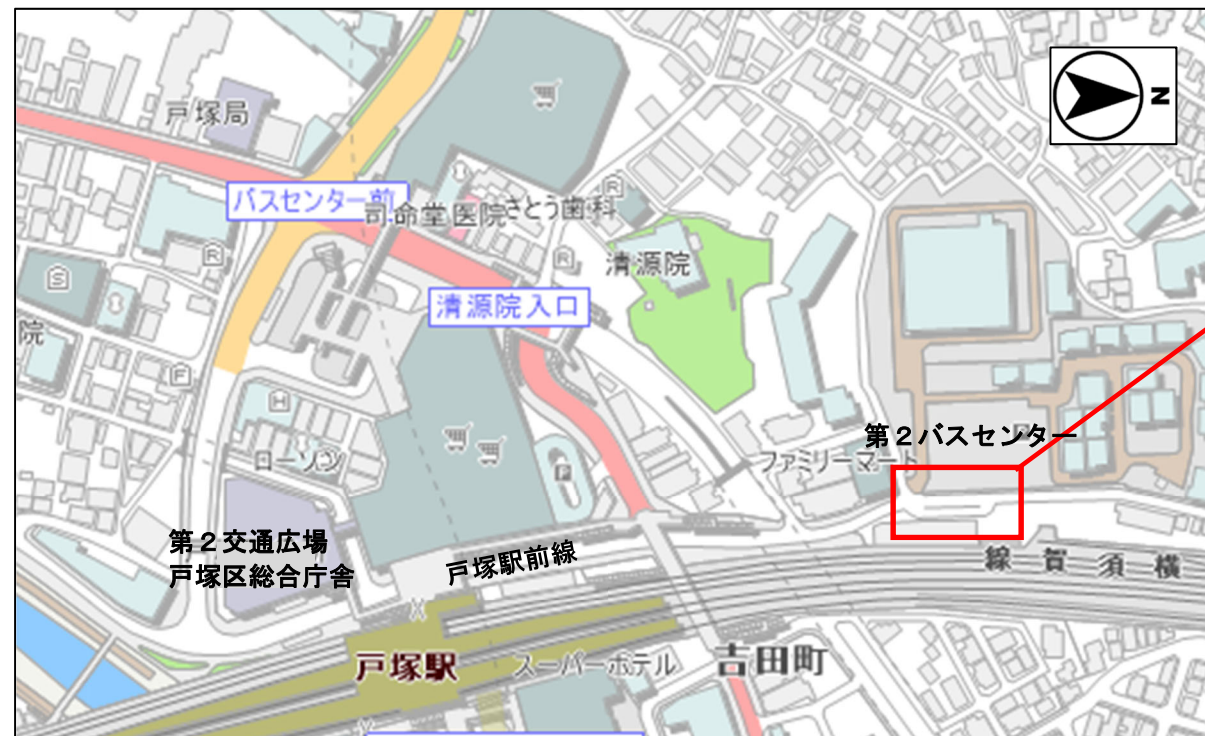 戸塚局
N
バスセンター前
司命堂医院
さとう歯科
R
R
清源院
R
S
清源院入口
院
F
H
ローソン
P
ファミリーマート
第2バスセンター
第2交通広場
戸塚区総合庁舎
戸塚駅前線
線賀須横
戸塚駅
スーパーホテル
吉田町